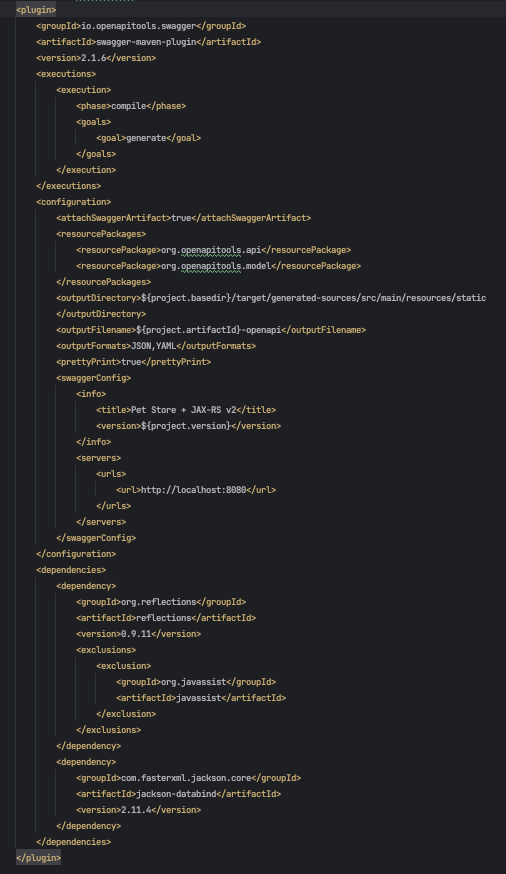 <plugin>
<groupId>io.openapitools.swagger</groupId>
<artifactId>swagger-maven-plugin</artifactId>
<version>2.1.6</version>
<executions>
<execution>
<phase>compile</phase>
<goals>
<goal>generate</goal>
</goals>
</execution>
</executions>
<configuration>
<attachSwaggerArtifact>true</attachSwaggerArtifact>
<resourcePackages>
<resourcePackage>org.openapitools.api</resourcePackage>
<resourcePackage>org.openapitools.model</resourcePackage>
</resourcePackages>
<outputDirectory>${project.basedir}/target/generated-sources/src/main/resources/static
</outputDirectory>
<outputFilename>${project.artifactId}-openapi</outputFilename>
<outputFormats>JSON,YAML</outputFormats>
<prettyPrint>true</prettyPrint>
<swaggerConfig>
<info>
<title>Pet Store + JAX-RS v2</title>
<version>${project.version}</version>
</info>
<servers>
<urls>
<url>http://localhost:8080</url>
</urls>
</servers>
</swaggerConfig>
</configuration>
<dependencies>
<dependency>
<groupId>org.reflections</groupId>
<artifactId>reflections</artifactId>
<version>0.9.11</version>
<exclusions>
<exclusion>
<groupId>org.javassist</groupId>
<artifactId>javassist</artifactId>
</exclusion>
</exclusions>
</dependency>
<dependency>
<groupId>com.fasterxml.jackson.core</groupId>
<artifactId>jackson-databind</artifactId>
<version>2.11.4</version>
</dependency>
</dependencies>
</plugin>